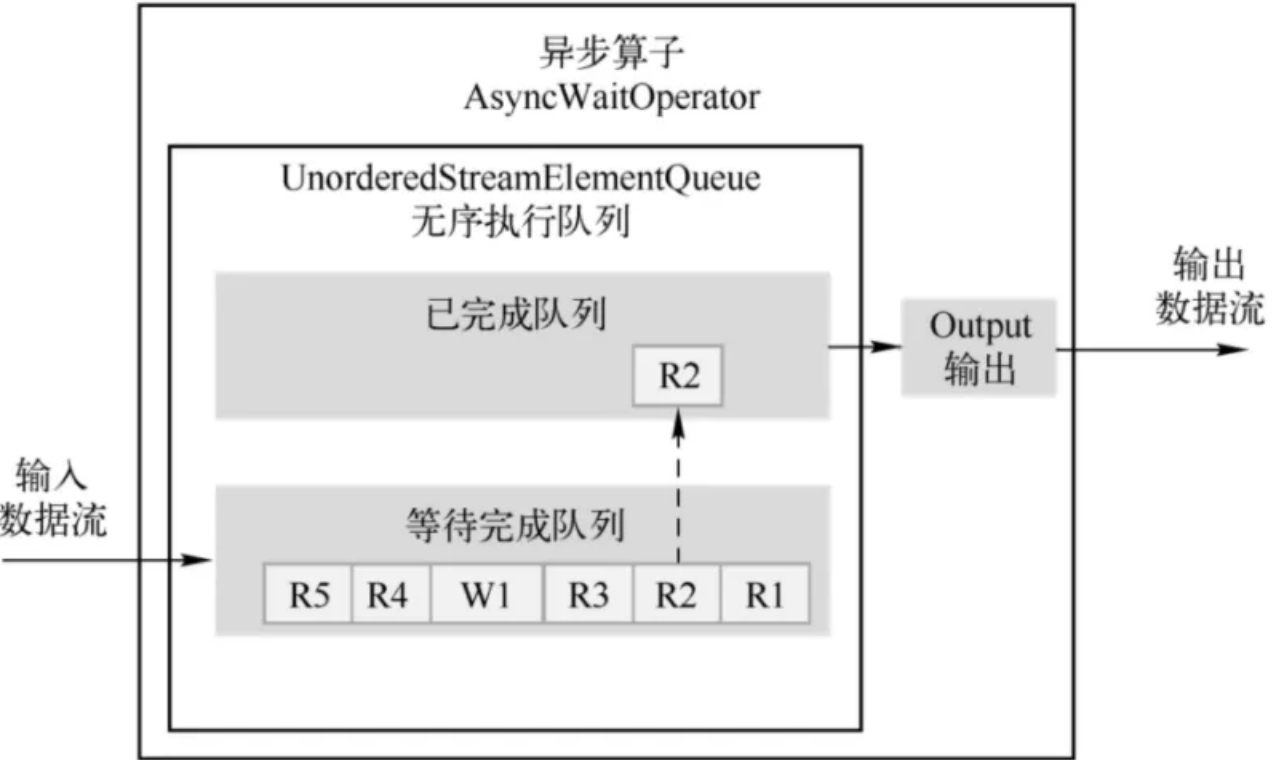 异步算子
AsyncWaitOperator
UnorderedStreamElementQueue
无序执行队列
已完成队列
R2
Output
输出
输出
数据流
输入
数据流
等待完成队列
R5 R4 W1 R3 R2 R1